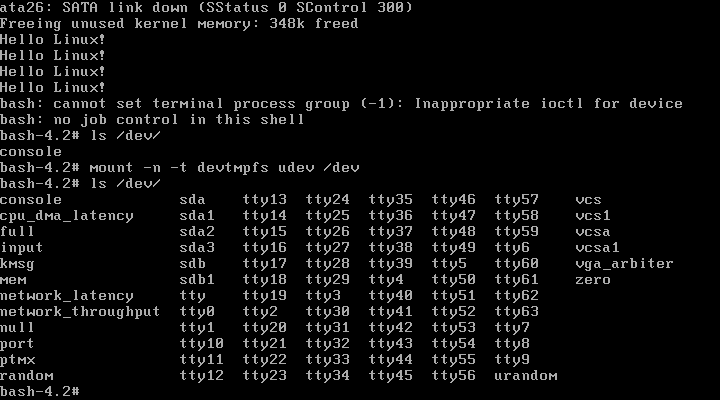 ata26: SATA link down (SStatus 0 SControl 300)
Freeing unused kernel memory: 348k freed
Hello Linux!
Hello Linux!
Hello Linux!
Hello Linux!
bash: cannot set terminal process group (-1): Inappropriate ioctl for device
bash: no job control in this shell
bash-4.2# ls /dev/
console
bash-4.2# mount -n -t devtmpfs udev /dev
bash-4.2# ls /dev/
console sda tty13 tty24 tty35 tty46 tty57 vcs
cpu_dma_latency sda1 tty14 tty25 tty36 tty47 tty58 vcs1
full sda2 tty15 tty26 tty37 tty48 tty59 vcsa
input sda3 tty16 tty27 tty38 tty49 tty6 vcsa1
kmsg sdb tty17 tty28 tty39 tty5 tty60 vga_arbiter
mem sdb1 tty18 tty29 tty4 tty50 tty61 zero
network_latency tty tty19 tty3 tty40 tty51 tty62
network_throughput tty0 tty2 tty30 tty41 tty52 tty63
null tty1 tty20 tty31 tty42 tty53 tty7
port tty10 tty21 tty32 tty43 tty54 tty8
ptmx tty11 tty22 tty33 tty44 tty55 tty9
random tty12 tty23 tty34 tty45 tty56 urandom
bash-4.2#